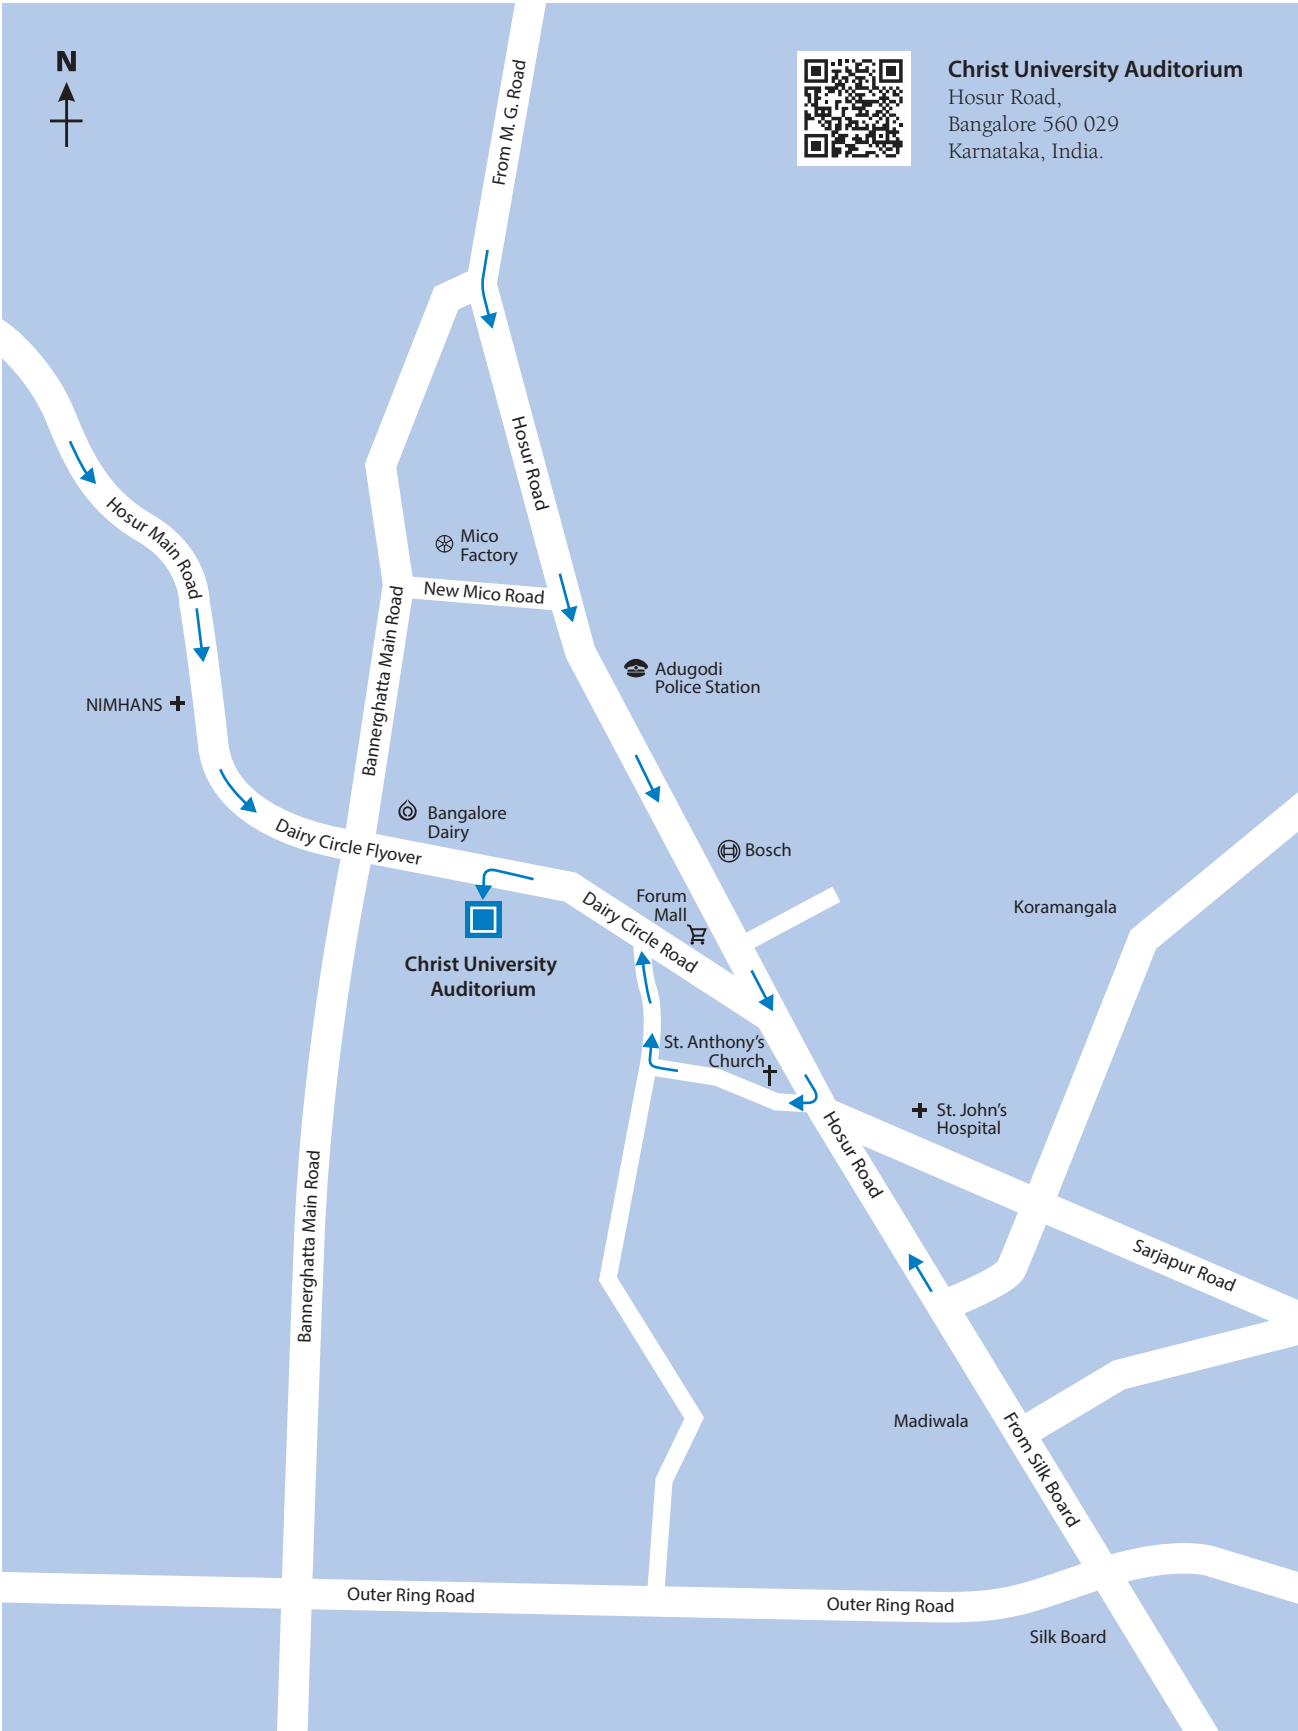 N
Christ University Auditorium
Hosur Road,
Bangalore 560 029
Karnataka, India.
From M. G. Road
Hosur Road
Hosur Main Road
Mico
Factory
New Mico Road
Bannerghatta Main Road
Adugodi
Police Station
NIMHANS
Bangalore
Dairy
Dairy Circle Flyover
Bosch
Forum
Mall
Dairy Circle Road
Koramangala
Christ University
Auditorium
St. Anthony's
Church
St. John's
Hospital
Hosur Road
Bannerghatta Main Road
Sarjapur Road
Madiwala
From Silk Board
Outer Ring Road
Outer Ring Road
Silk Board